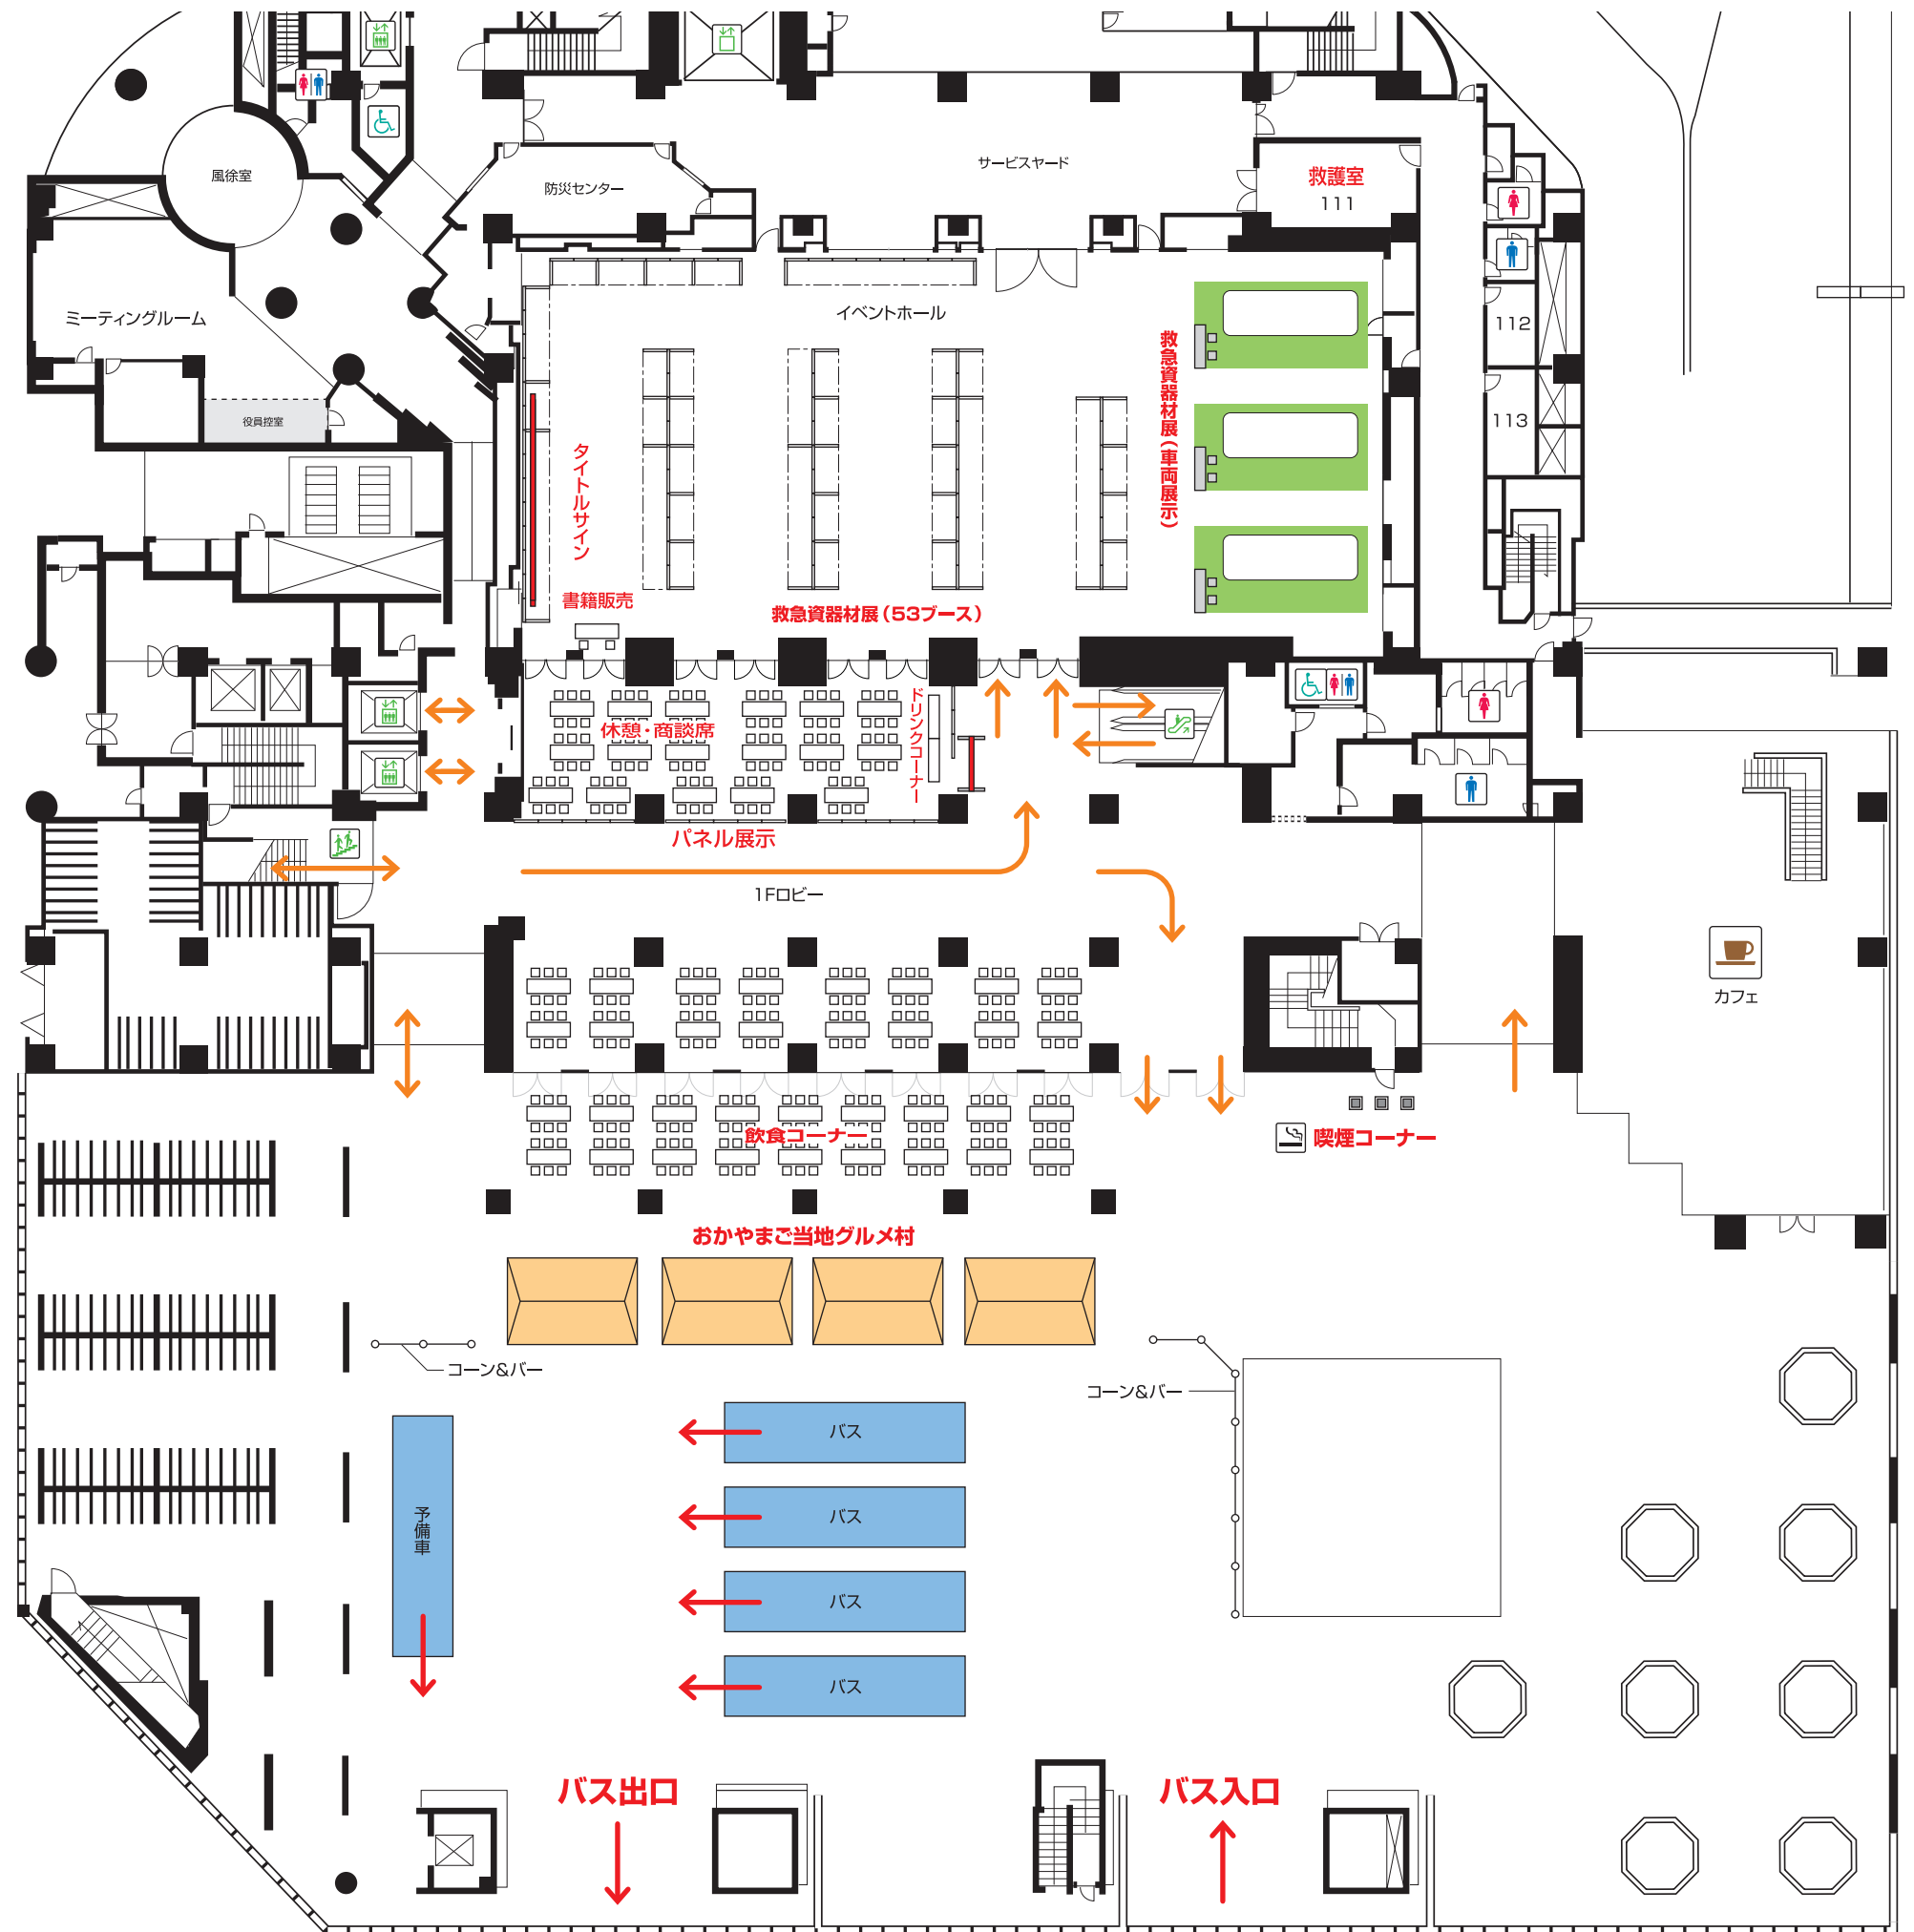 風徐室
防災センター
サービスヤード
救護室
111
ミーティングルーム
イベントホール
112
役員控室
113
救急資器材展(車両展示)
タイトルサイン
書籍販売
救急資器材展(53ブース)
休憩・商談席
ドリンクコーナー
パネル展示
1Fロビー
カフェ
飲食コーナー
喫煙コーナー
おかやまご当地グルメ村
コーン&バー
コーン&バー
バス
予備車
バス
バス
バス
バス出口
バス入口